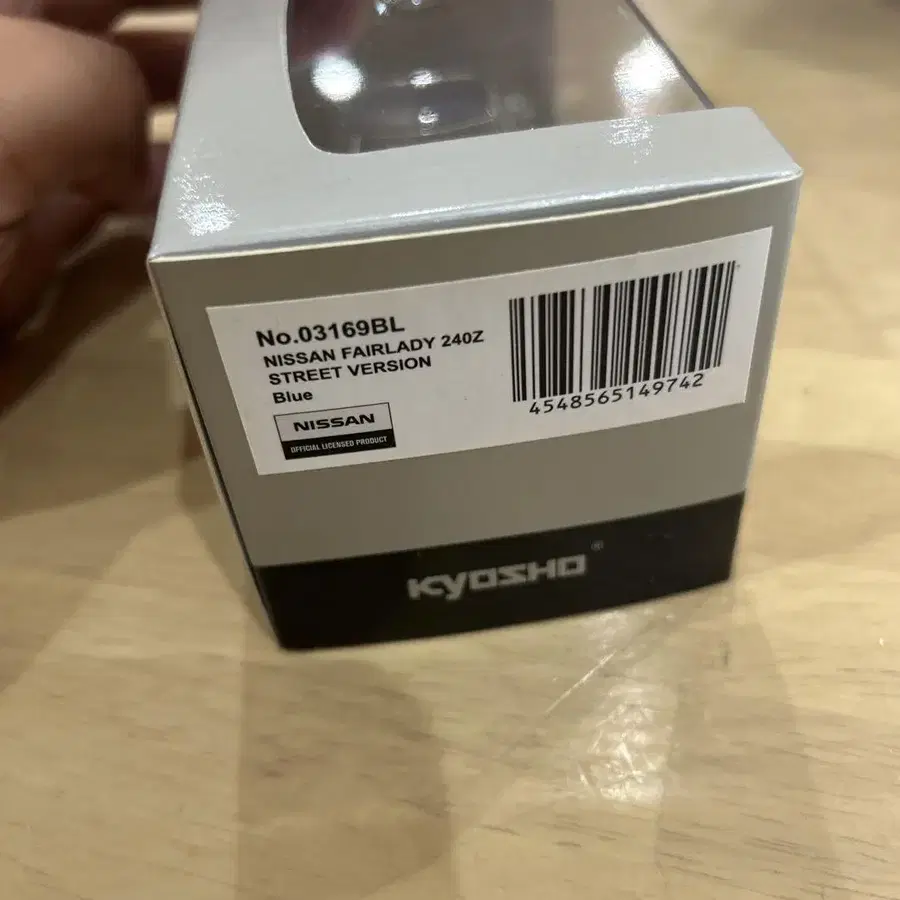 No.03169BL
NISSAN FAIRLADY 240Z
STREET VERSION
Blue
NISSAN
OFFICIAL LICENSED PRODUCT
4548565149742
KYOSHO®